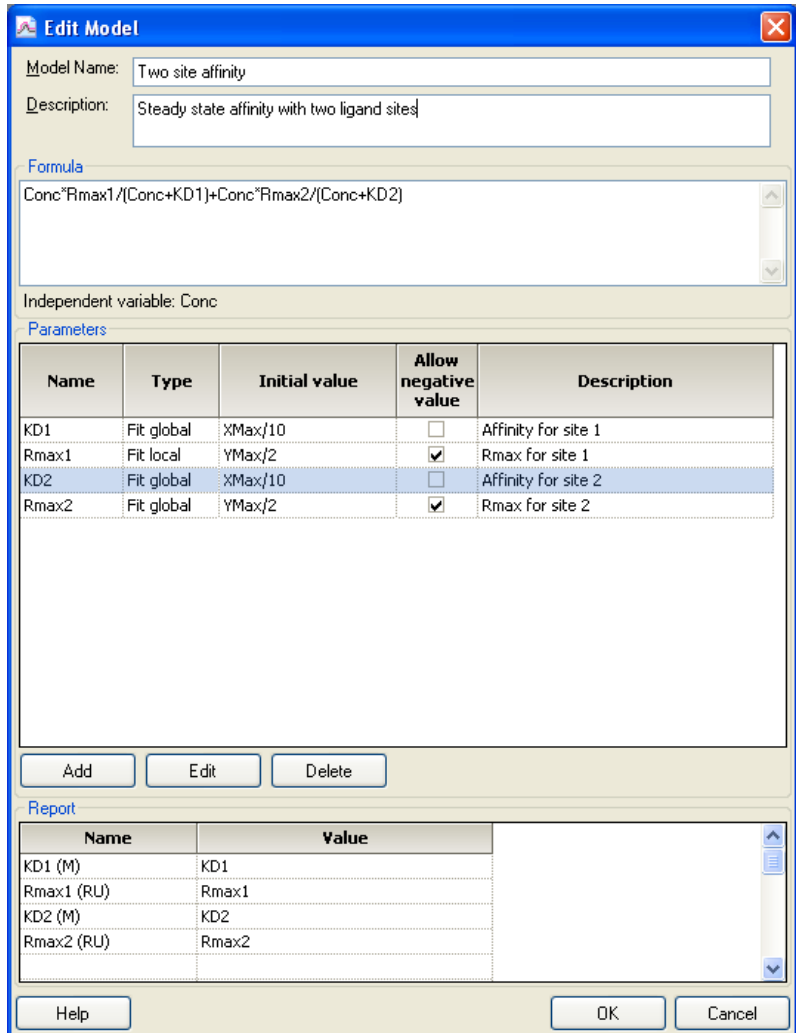 Edit Model
Model Name: Two site affinity
Description: Steady state affinity with two ligand sites
Formula
Conc*Rmax1/(Conc+KD1)+Conc*Rmax2/(Conc+KD2)
Independent variable: Conc
Parameters
Name Type Initial value Allow negative value Description
KD1 Fit global XMax/10 Affinity for site 1
Rmax1 Fit local YMax/2 Rmax for site 1
KD2 Fit global XMax/10 Affinity for site 2
Rmax2 Fit global YMax/2 Rmax for site 2
Add Edit Delete
Report
Name Value
KD1 (M) KD1
Rmax1 (RU) Rmax1
KD2 (M) KD2
Rmax2 (RU) Rmax2
Help OK Cancel